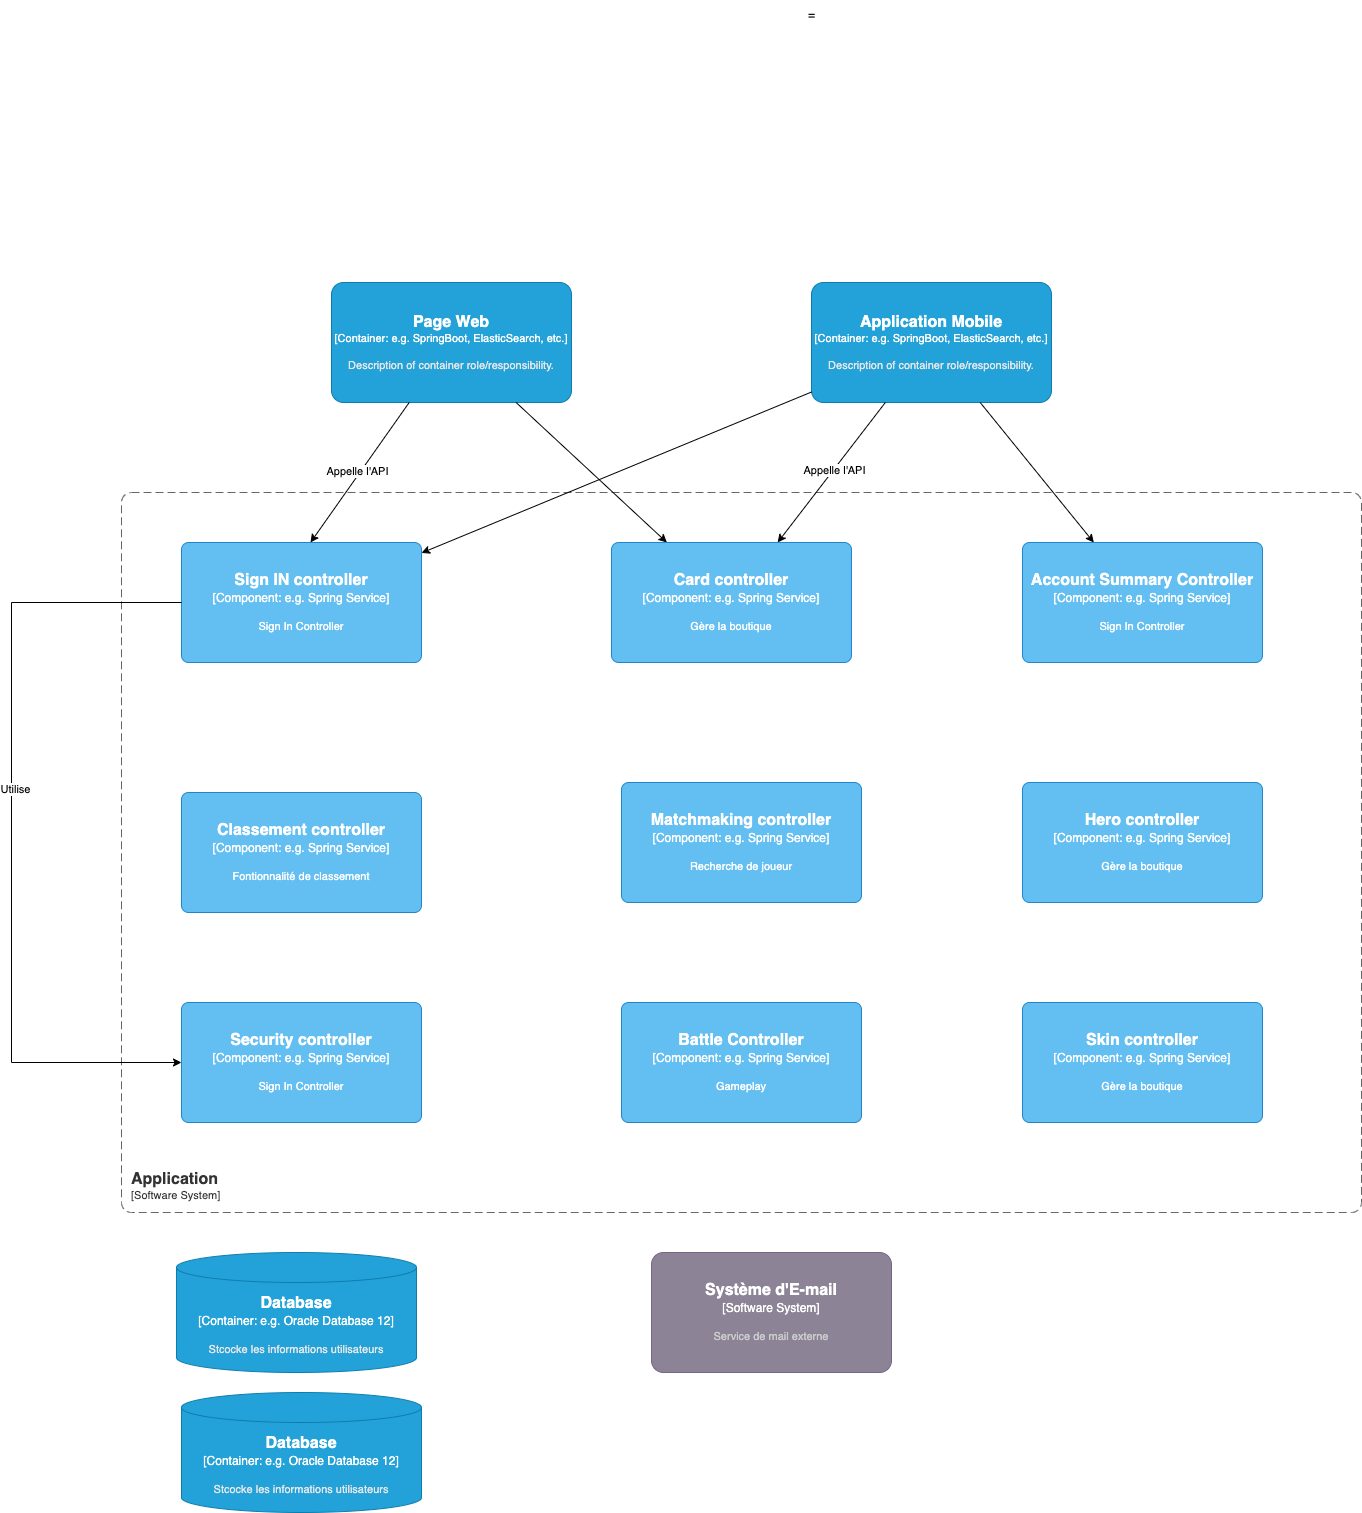 =
Page Web
[Container: e.g. SpringBoot, ElasticSearch, etc.]
Description of container role/responsibility.
Application Mobile
[Container: e.g. SpringBoot, ElasticSearch, etc.]
Description of container role/responsibility.
Appelle l'API
Appelle l'API
Sign IN controller
[Component: e.g. Spring Service]
Sign In Controller
Card controller
[Component: e.g. Spring Service]
Gère la boutique
Account Summary Controller
[Component: e.g. Spring Service]
Sign In Controller
Utilise
Classement controller
[Component: e.g. Spring Service]
Fontionnalité de classement
Matchmaking controller
[Component: e.g. Spring Service]
Recherche de joueur
Hero controller
[Component: e.g. Spring Service]
Gère la boutique
Security controller
[Component: e.g. Spring Service]
Sign In Controller
Battle Controller
[Component: e.g. Spring Service]
Gameplay
Skin controller
[Component: e.g. Spring Service]
Gère la boutique
Application
[Software System]
Database
[Container: e.g. Oracle Database 12]
Stcocke les informations utilisateurs
Système d'E-mail
[Software System]
Service de mail externe
Database
[Container: e.g. Oracle Database 12]
Stcocke les informations utilisateurs